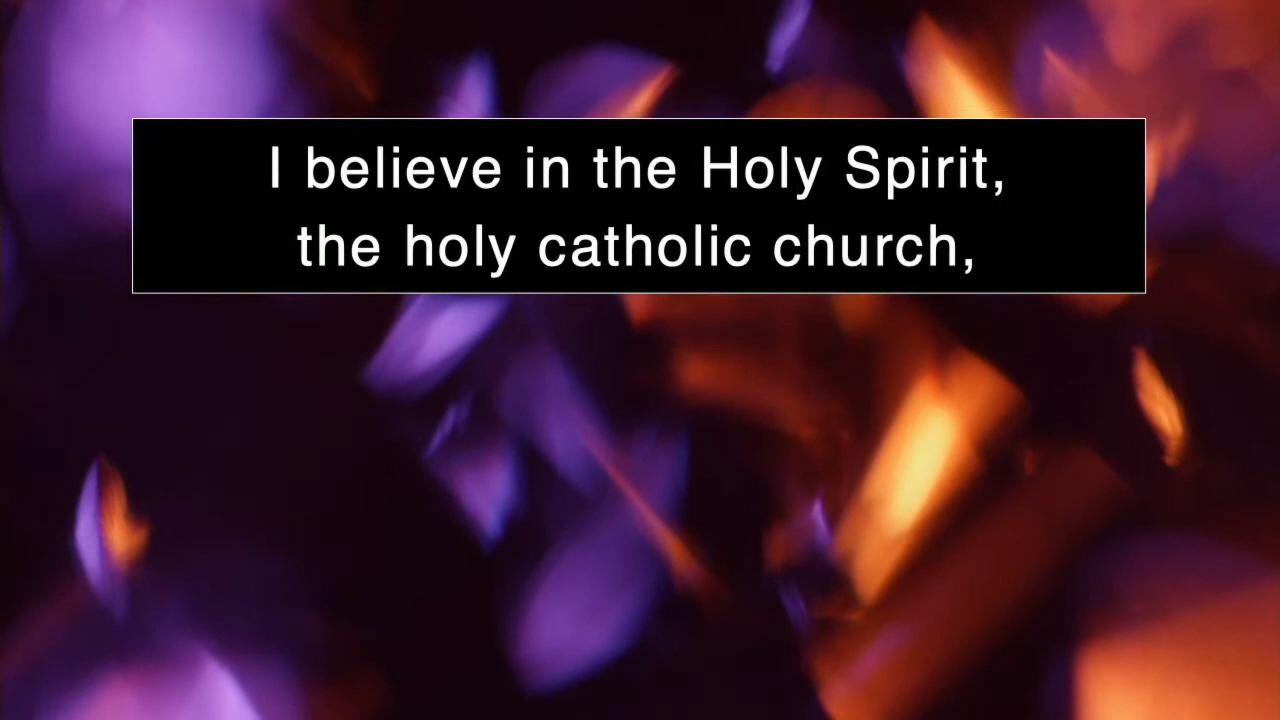 I believe in the Holy Spirit,
the holy catholic church,